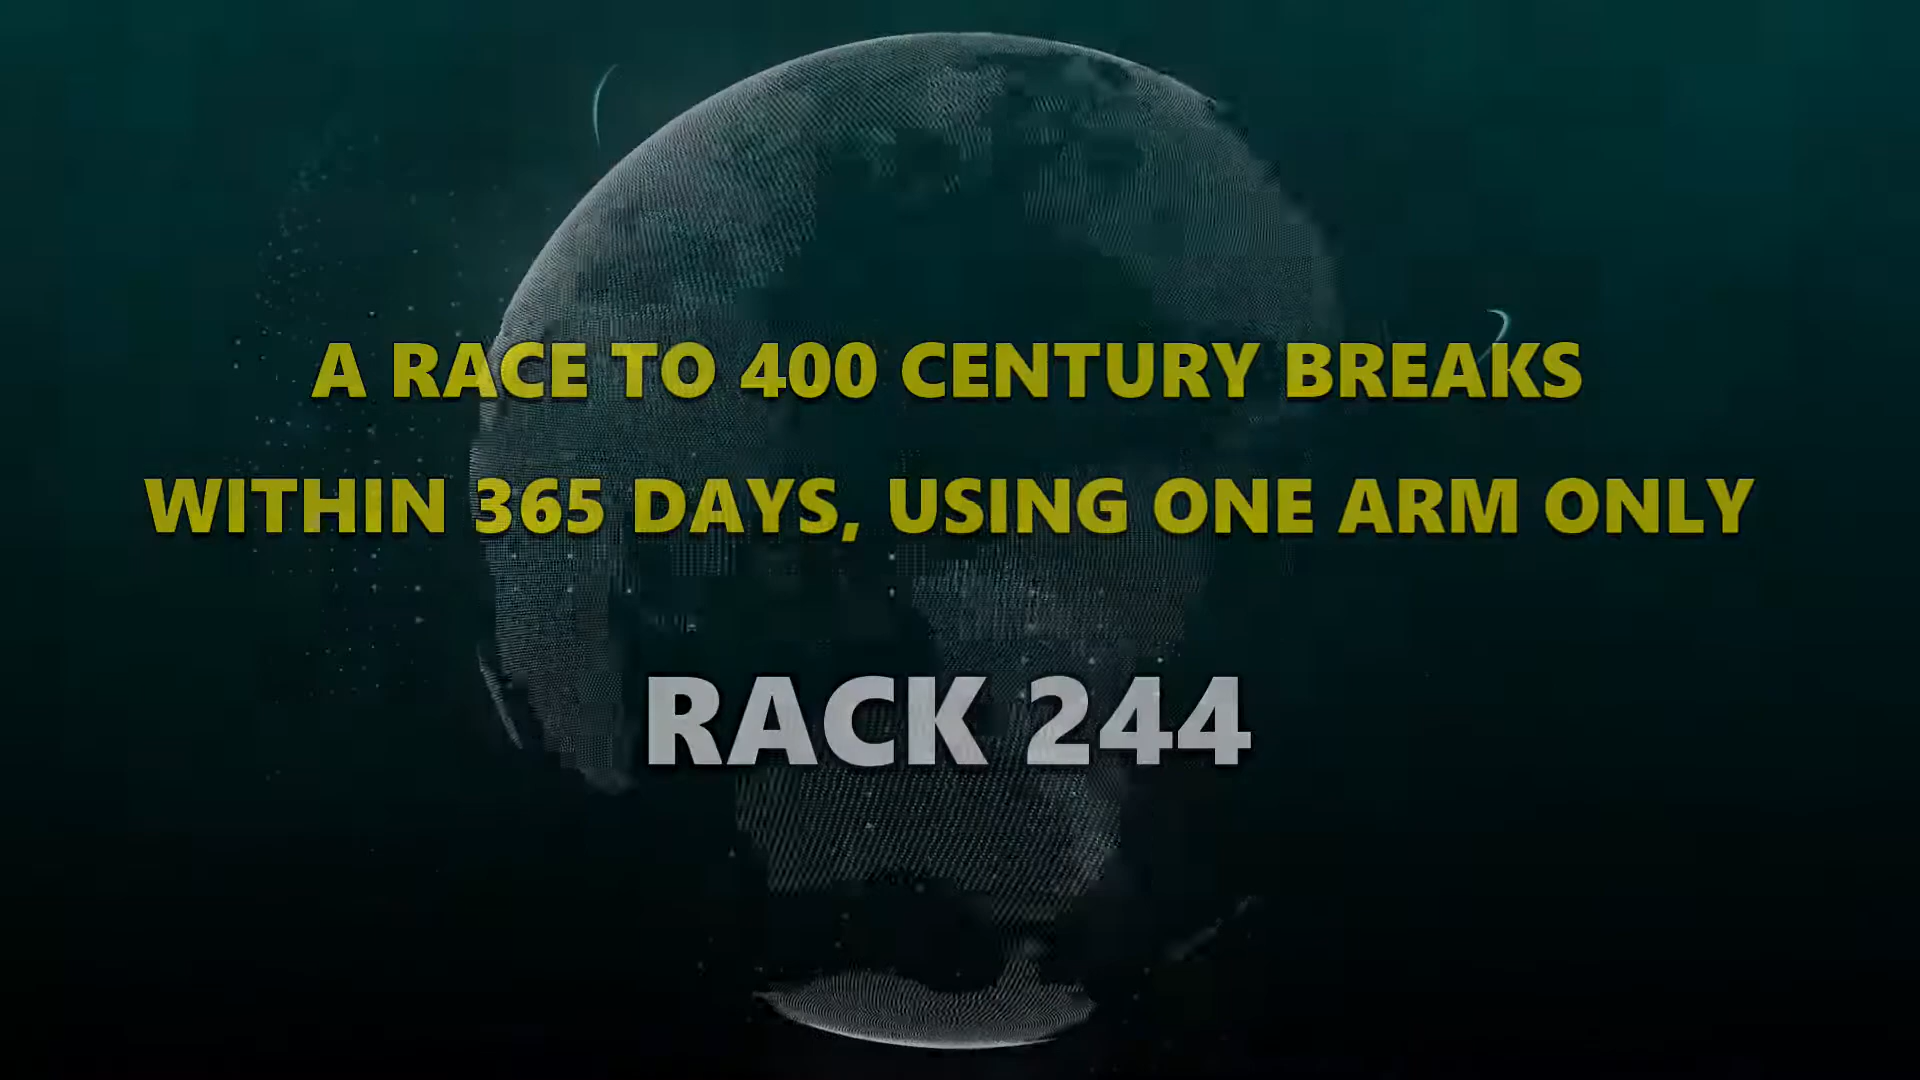 A RACE TO 400 CENTURY BREAKS
WITHIN 365 DAYS, USING ONE ARM ONLY
RACK 244